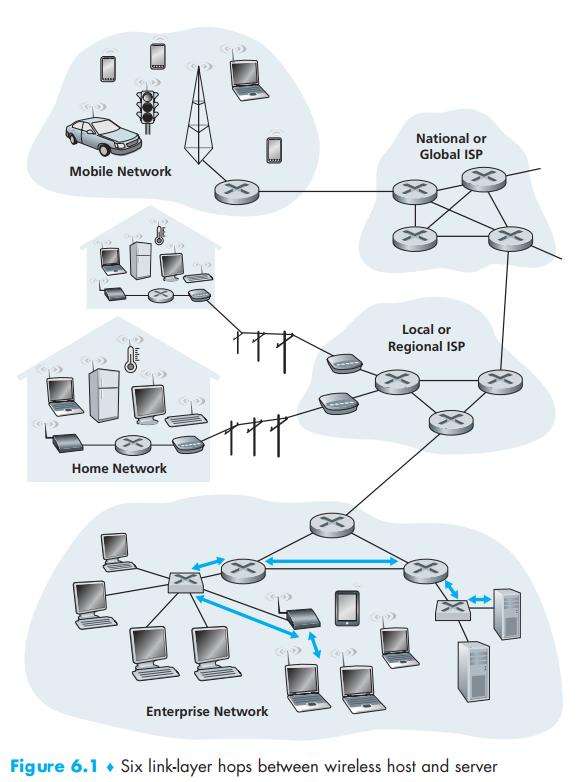 Mobile Network
National or
Global ISP
Local or
Regional ISP
Home Network
Enterprise Network
Figure 6.1 ♦ Six link-layer hops between wireless host and server